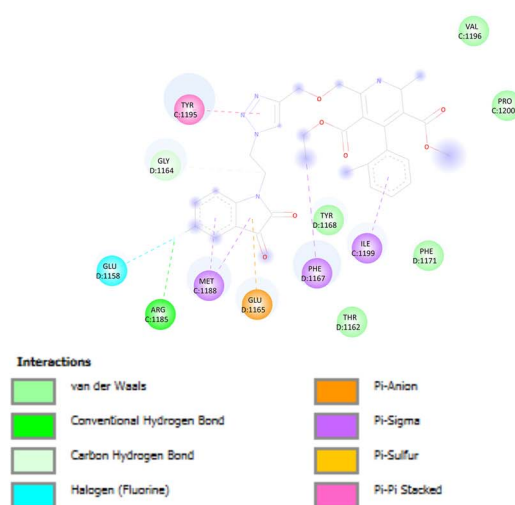 VAL
C:1196
PRO
C:1200
TYR
C:1195
GLY
D:1164
TYR
D:1168
ILE
C:1199
PHE
D:1171
GLU
D:1158
MET
C:1188
PHE
D:1167
ARG
C:1185
GLU
D:1165
THR
D:1162
N
N
N
N
N
O
O
O
O
O
O
O
Interactions
van der Waals
Pi-Anion
Conventional Hydrogen Bond
Pi-Sigma
Carbon Hydrogen Bond
Pi-Sulfur
Halogen (Fluorine)
Pi-Pi Stacked